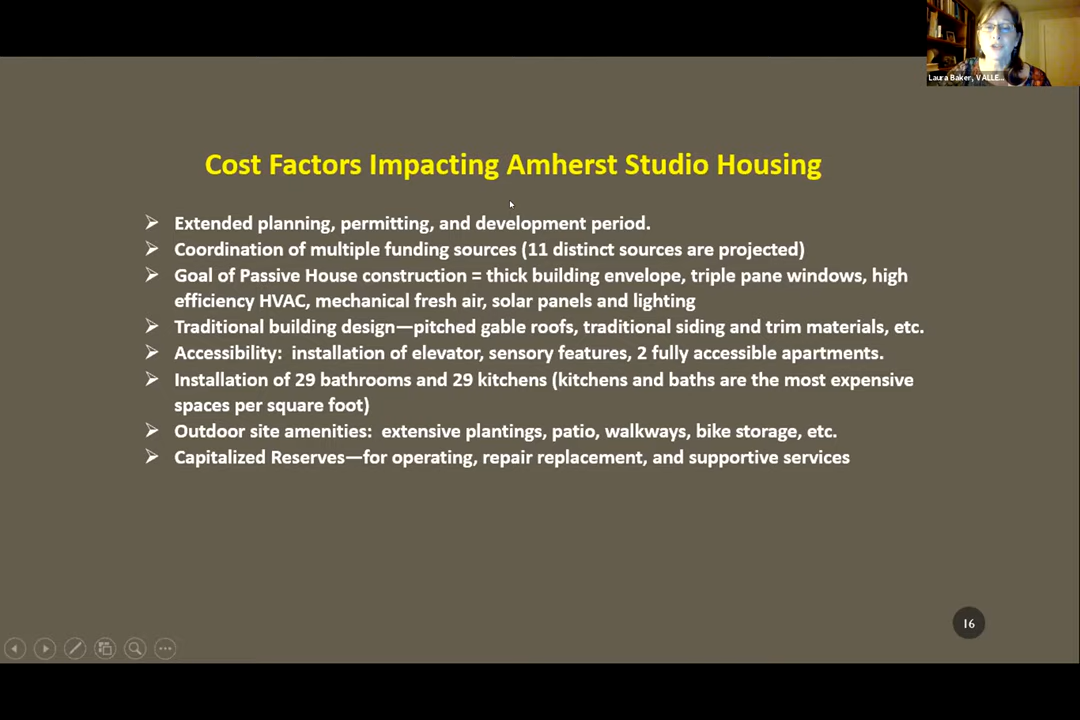 Laura Baker, VALLE...
Cost Factors Impacting Amherst Studio Housing
Extended planning, permitting, and development period.
Coordination of multiple funding sources (11 distinct sources are projected)
Goal of Passive House construction = thick building envelope, triple pane windows, high
efficiency HVAC, mechanical fresh air, solar panels and lighting
Traditional building design—pitched gable roofs, traditional siding and trim materials, etc.
Accessibility:  installation of elevator, sensory features, 2 fully accessible apartments.
Installation of 29 bathrooms and 29 kitchens (kitchens and baths are the most expensive
spaces per square foot)
Outdoor site amenities:  extensive plantings, patio, walkways, bike storage, etc.
Capitalized Reserves—for operating, repair replacement, and supportive services
16